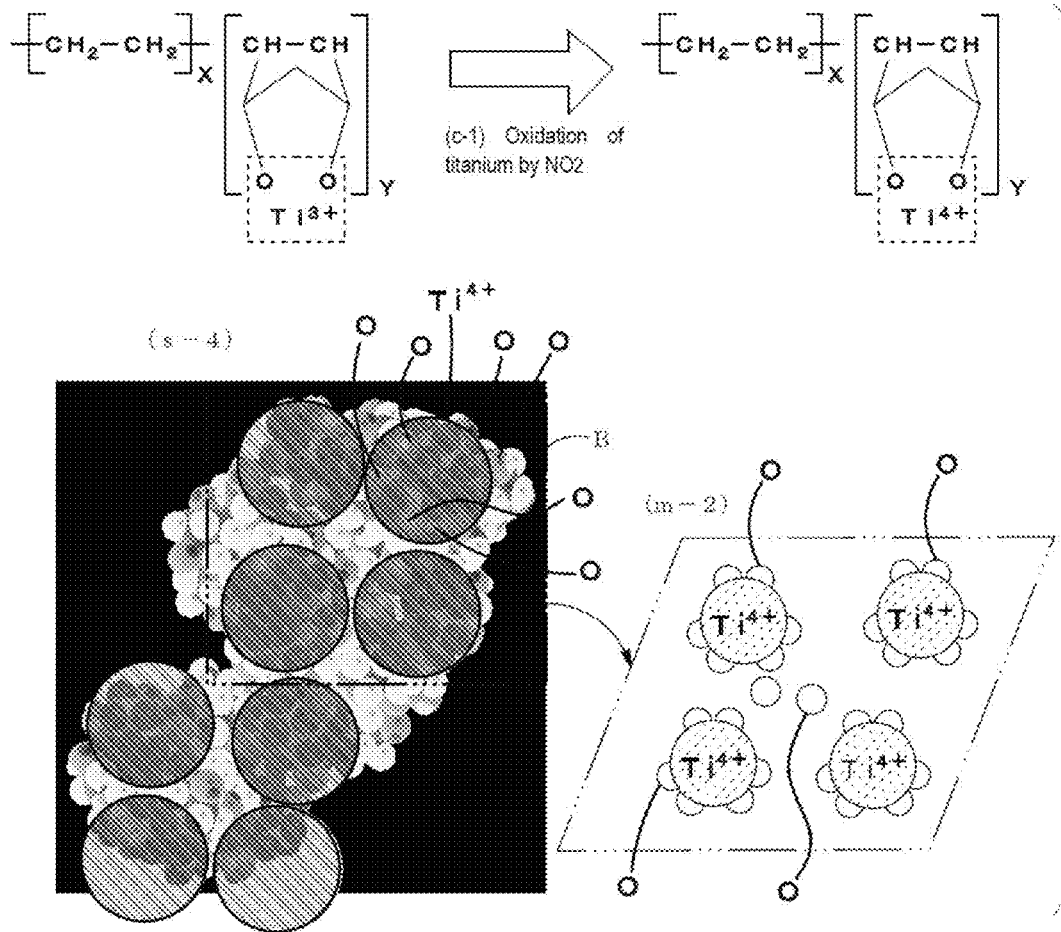 CH2-CH2 X CH-CH
O O Y
Ti3+
(c-1) Oxidation of
titanium by NO2
CH2-CH2 X CH-CH
O O Y
Ti4+
Ti4+
(s-4)
O O O O
B
O
O
(m-2)
O O
Ti4+ Ti4+
Ti4+ Ti4+
O O